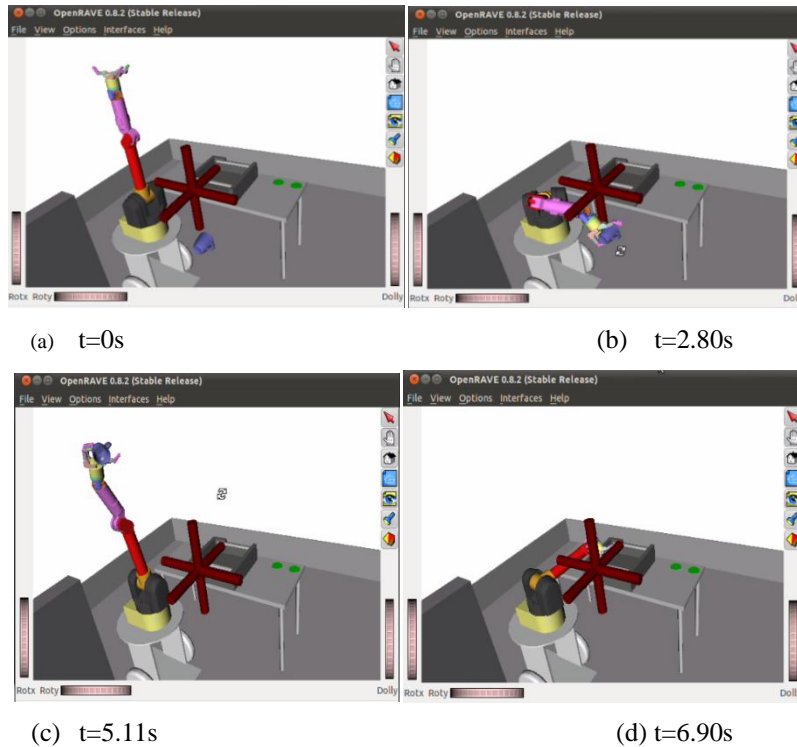 OpenRAVE 0.8.2 (Stable Release)
File View Options Interfaces Help
Rotx Roty Dolly
OpenRAVE 0.8.2 (Stable Release)
File View Options Interfaces Help
Rotx Roty Dol
(a) t=0s
(b) t=2.80s
OpenRAVE 0.8.2 (Stable Release)
File View Options Interfaces Help
Rotx Roty Dolly
OpenRAVE 0.8.2 (Stable Release)
File View Options Interfaces Help
Rotx Roty Dol
(c) t=5.11s
(d) t=6.90s